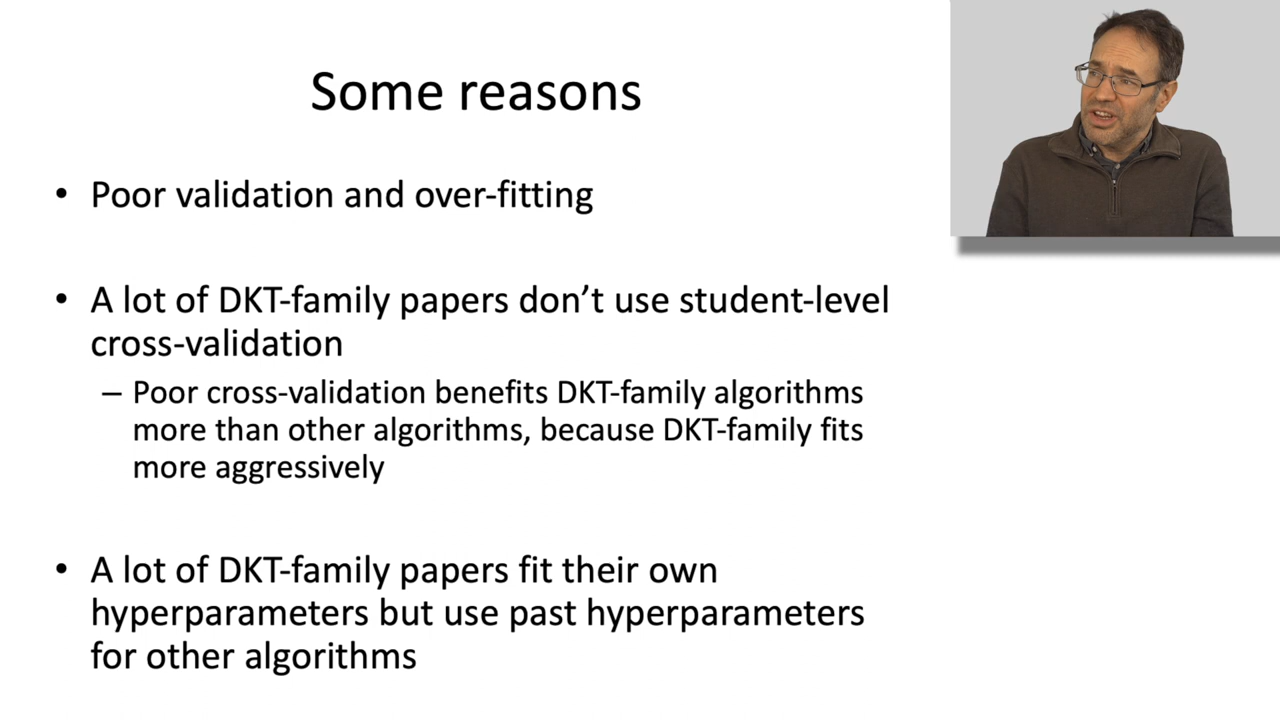 Some reasons
• Poor validation and over-fitting
• A lot of DKT-family papers don’t use student-level
cross-validation
– Poor cross-validation benefits DKT-family algorithms
more than other algorithms, because DKT-family fits
more aggressively
• A lot of DKT-family papers fit their own
hyperparameters but use past hyperparameters
for other algorithms